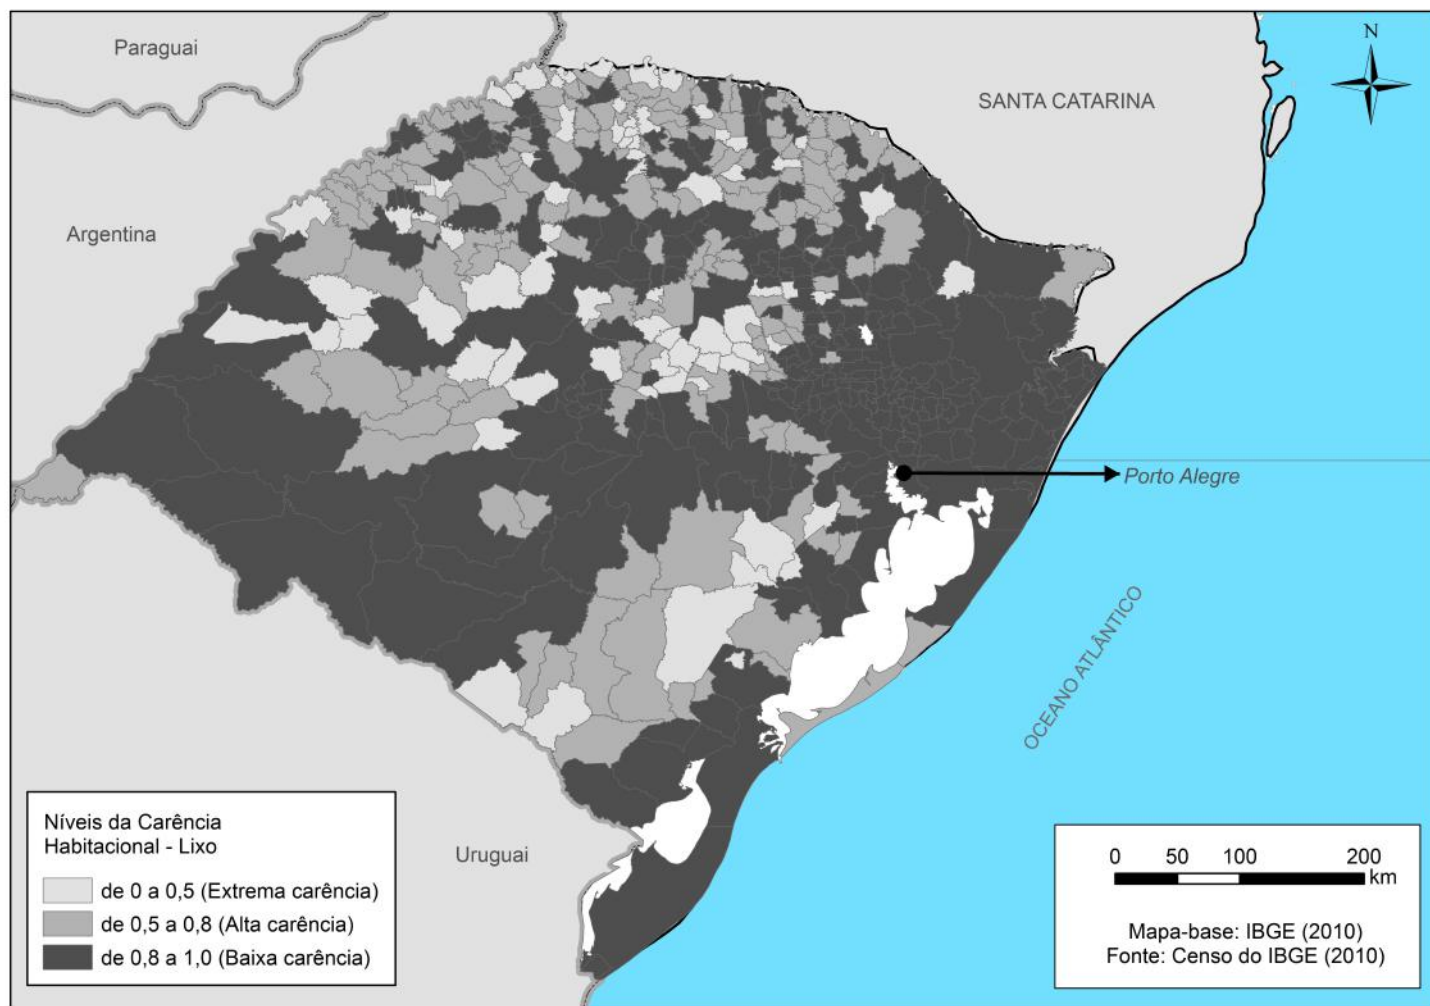 Paraguai
N
SANTA CATARINA
Argentina
Porto Alegre
OCEANO ATLÂNTICO
Uruguai
Níveis da Carência
Habitacional - Lixo
de 0 a 0,5 (Extrema carência)
de 0,5 a 0,8 (Alta carência)
de 0,8 a 1,0 (Baixa carência)
0 50 100 200
km
Mapa-base: IBGE (2010)
Fonte: Censo do IBGE (2010)